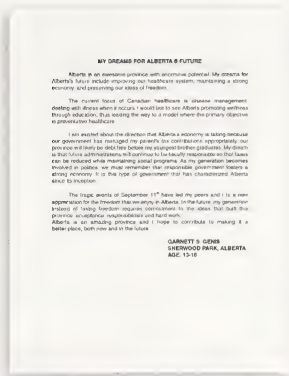 MY DREAMS FOR ALBERTA'S FUTURE
Alberta is an awesome province with enormous potential. My dreams for
Alberta's future include improving our healthcare system, maintaining a strong
economy, and preserving our ideas of freedom.
The current focus of Canadian healthcare is disease management:
dealing with illness when it occurs. I would like to see Alberta promoting wellness
through education, thus leading the way to a model where the primary objective
is preventative healthcare.
I am excited about the direction that Alberta's economy is taking because
our government has managed my parent's tax contributions appropriately. Our
province will likely be debt free before my youngest brother graduates. My dream
is that future administrations will continue to be fiscally responsible so that taxes
can be reduced while maintaining social programs. As my generation becomes
involved in politics, we must remember that responsible government fosters a
strong economy. It is this type of government that has characterized Alberta
since its inception.
The tragic events of September 11th have led my peers and I to a new
appreciation for the freedom that we enjoy in Alberta. In the future, my generation
instead of taking freedom requires commitment to the ideas that built this
province: acceptance, responsibilities and hard work.
Alberta is an amazing province and I hope to contribute to making it a
better place, both now and in the future.
GARNETT S. GENIS
SHERWOOD PARK, ALBERTA
AGE: 13-18